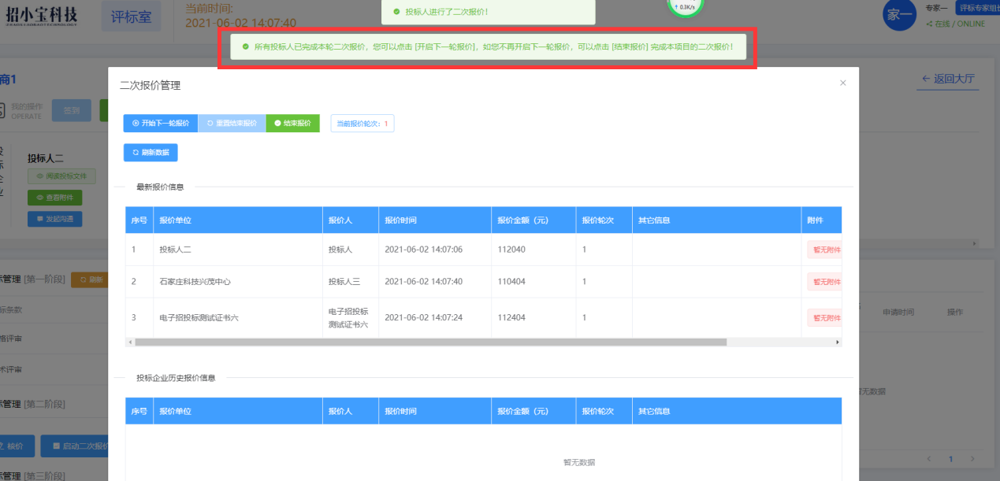 招小宝科技
ZHAOXIAOBAOTECHNOLOGY
评标室
当前时间:
2021-06-02 14:07:40
投标人进行了二次报价!
↑ 0.3K/s
家一
专家一
评标专家组长
在线 / ONLINE
所有投标人已完成本轮二次报价，您可以点击 [开启下一轮报价]，如您不再开启下一轮报价，可以点击 [结束报价] 完成本项目的二次报价！
商1
← 返回大厅
我的操作
OPERATE
签到
投标人二
阅读投标文件
查看附件
发起沟通
二次报价管理
×
开始下一轮报价
重置结束报价
结束报价
当前报价轮次：1
刷新数据
最新报价信息
序号 报价单位 报价人 报价时间 报价金额（元） 报价轮次 其它信息 附件
1 投标人二 投标人 2021-06-02 14:07:06 112040 1 暂无附件
2 石家庄科技兴茂中心 投标人三 2021-06-02 14:07:40 110404 1 暂无附件
3 电子招投标测试证书六 电子招投标
测试证书六 2021-06-02 14:07:24 112404 1 暂无附件
投标企业历史报价信息
序号 报价单位 报价人 报价时间 报价金额（元） 报价轮次 其它信息
暂无数据
标管理 [第一阶段]
刷新
标条数
格评审
术评审
标管理 [第二阶段]
核价
启动二次报价
标管理 [第三阶段]
申请时间
操作
暂无数据
1